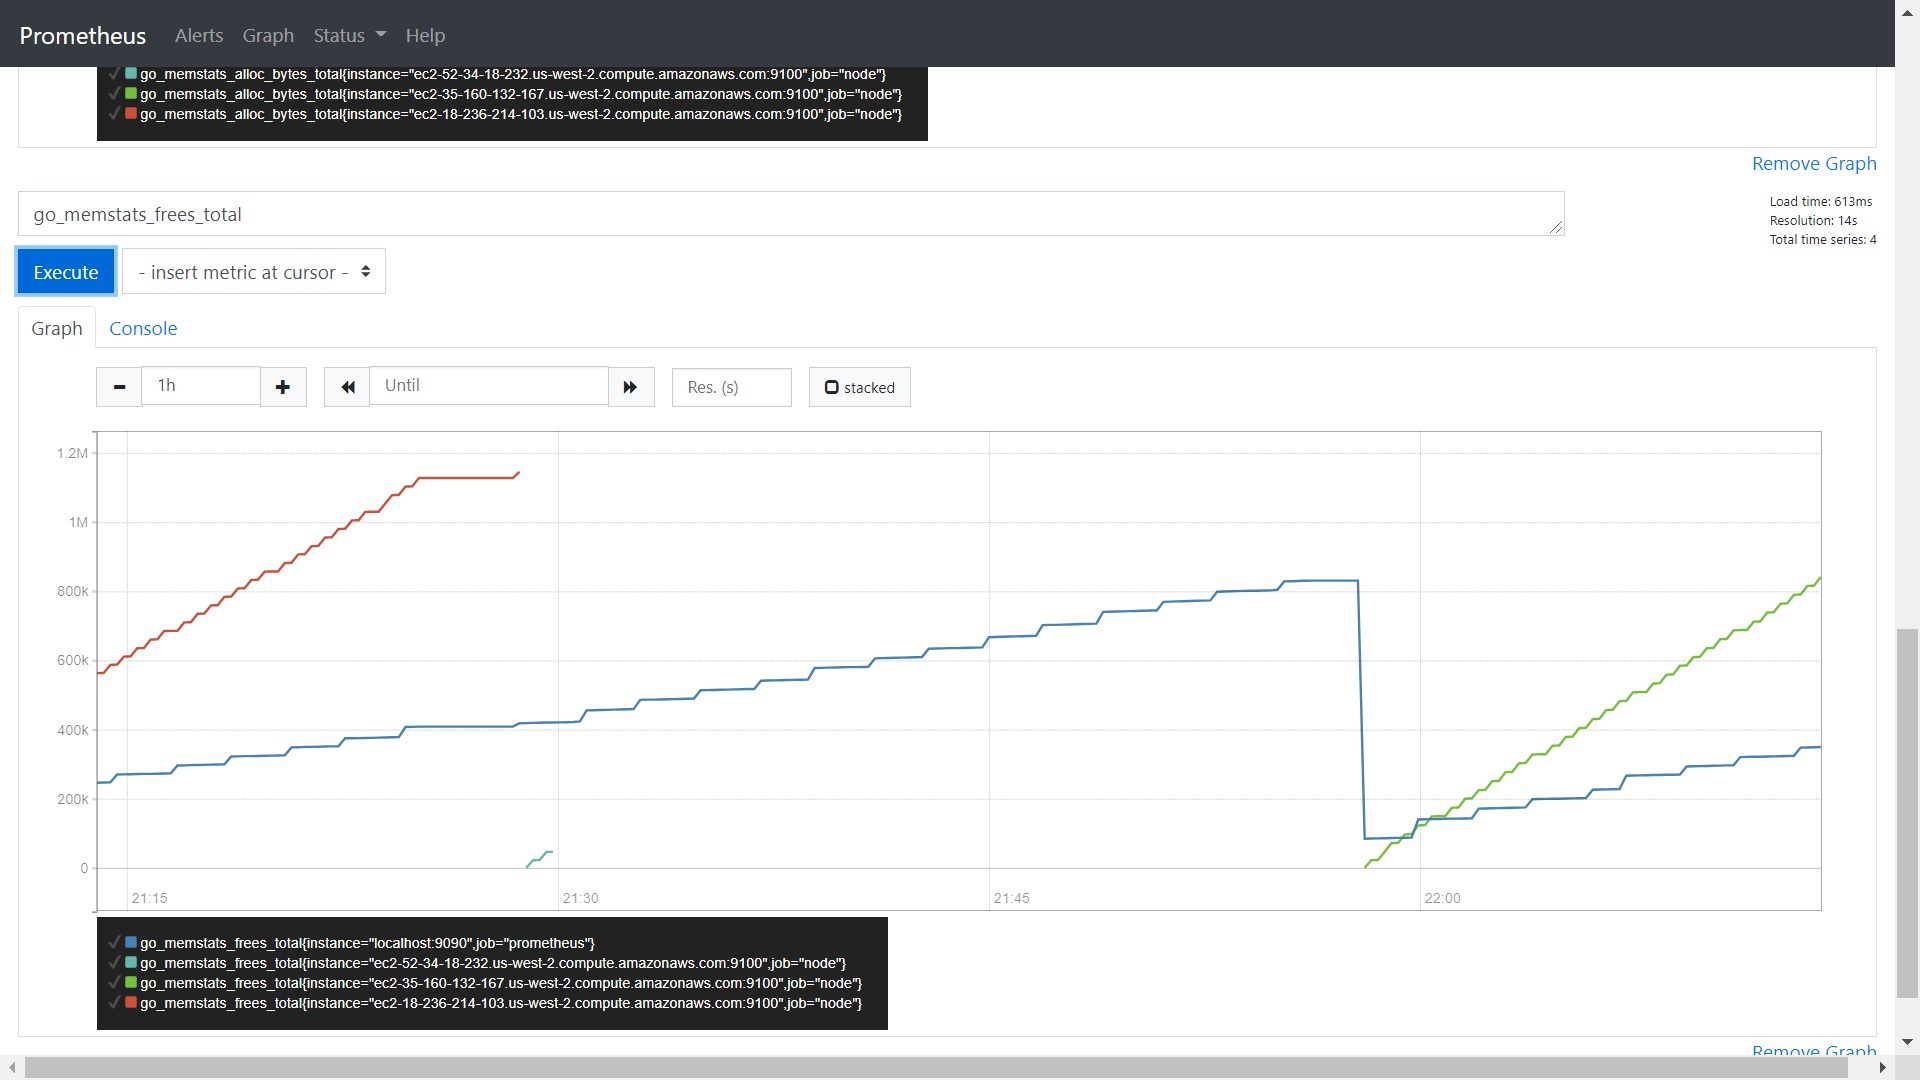 Prometheus Alerts Graph Status Help
go_memstats_alloc_bytes_total{instance="ec2-52-34-18-232.us-west-2.compute.amazonaws.com:9100",job="node"}
go_memstats_alloc_bytes_total{instance="ec2-35-160-132-167.us-west-2.compute.amazonaws.com:9100",job="node"}
go_memstats_alloc_bytes_total{instance="ec2-18-236-214-103.us-west-2.compute.amazonaws.com:9100",job="node"}
Remove Graph
go_memstats_frees_total
Load time: 613ms
Resolution: 14s
Total time series: 4
Execute - insert metric at cursor -
Graph Console
1h Until Res. (s) stacked
1.2M
1M
800k
600k
400k
200k
0
21:15 21:30 21:45 22:00
go_memstats_frees_total{instance="localhost:9090",job="prometheus"}
go_memstats_frees_total{instance="ec2-52-34-18-232.us-west-2.compute.amazonaws.com:9100",job="node"}
go_memstats_frees_total{instance="ec2-35-160-132-167.us-west-2.compute.amazonaws.com:9100",job="node"}
go_memstats_frees_total{instance="ec2-18-236-214-103.us-west-2.compute.amazonaws.com:9100",job="node"}
Remove Graph